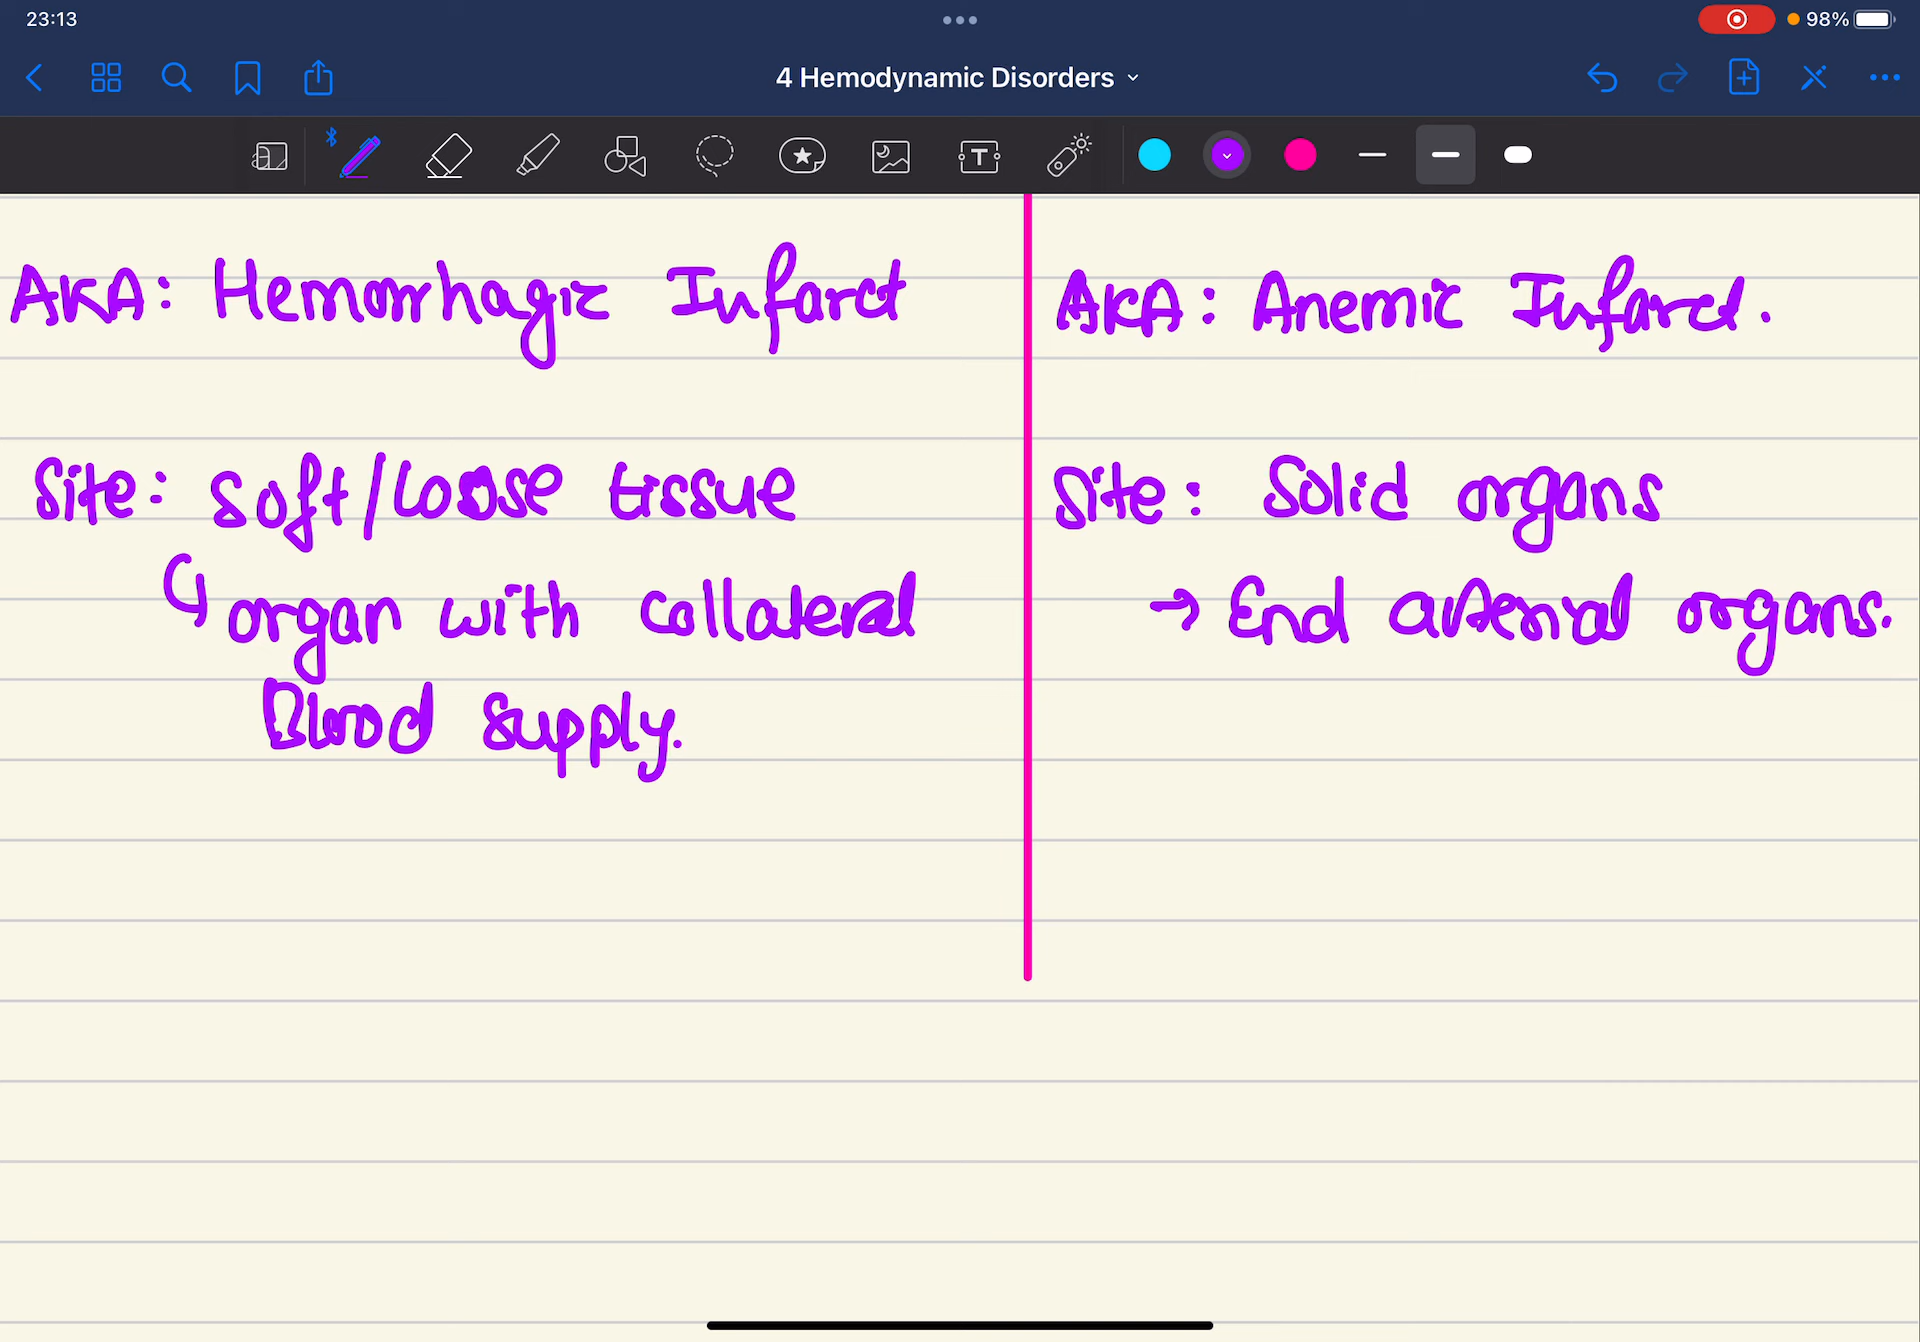 23:13
98%
4 Hemodynamic Disorders
T
AKA: Hemorrhagic Infarct
Site: Soft/loose tissue
organ with collateral
Blood supply.
AKA: Anemic Infarct.
Site: Solid organs
→ End arterial organs.